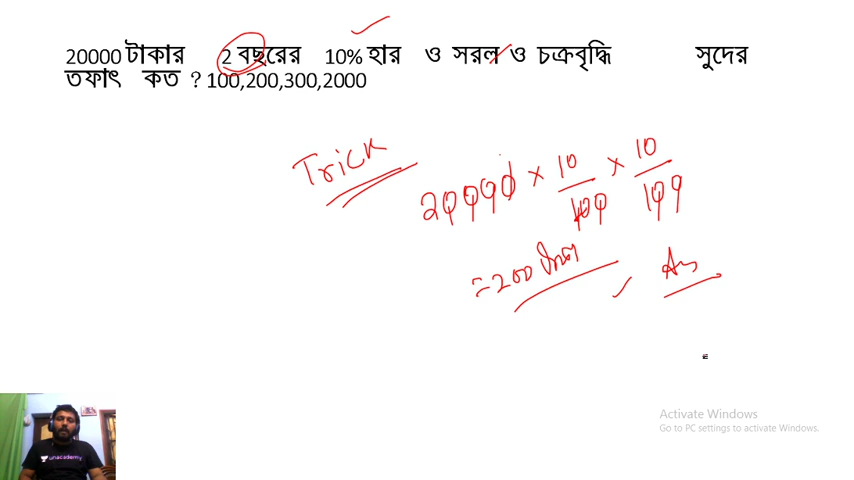 20000 টাকার 2 বছরের 10% হার ও সরল ও চক্রবৃদ্ধি সুদের
তফাৎ কত ? 100,200,300,2000
Trick
20000 × 10/100 × 10/100
= 200 টাকা Ans
unacademy
Activate Windows
Go to PC settings to activate Windows.